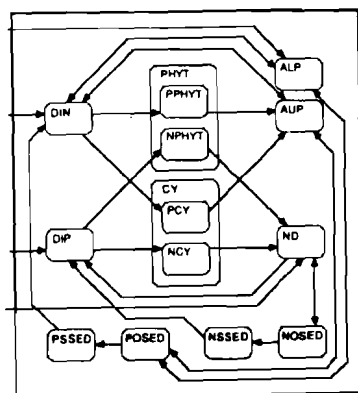 ALP
PHYT
PPHYT
DIN
AUP
NPHYT
CY
PCY
DIP
NCY
ND
PSSED
POSED
NSSED
NOSED